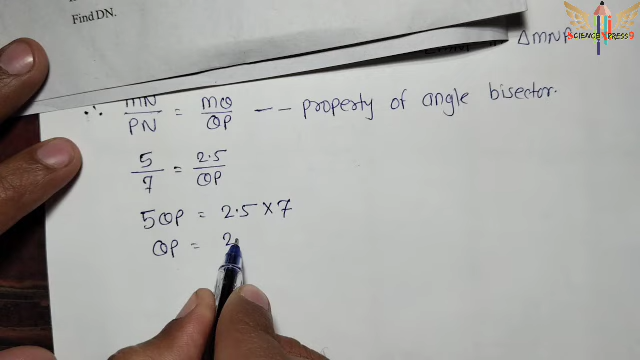 Find DN.
SCIENCE XPRESS9
ΔMNP
∴ MN/PN = MQ/QP -- property of angle bisector.
5/7 = 2.5/QP
5QP = 2.5 × 7
QP = 2